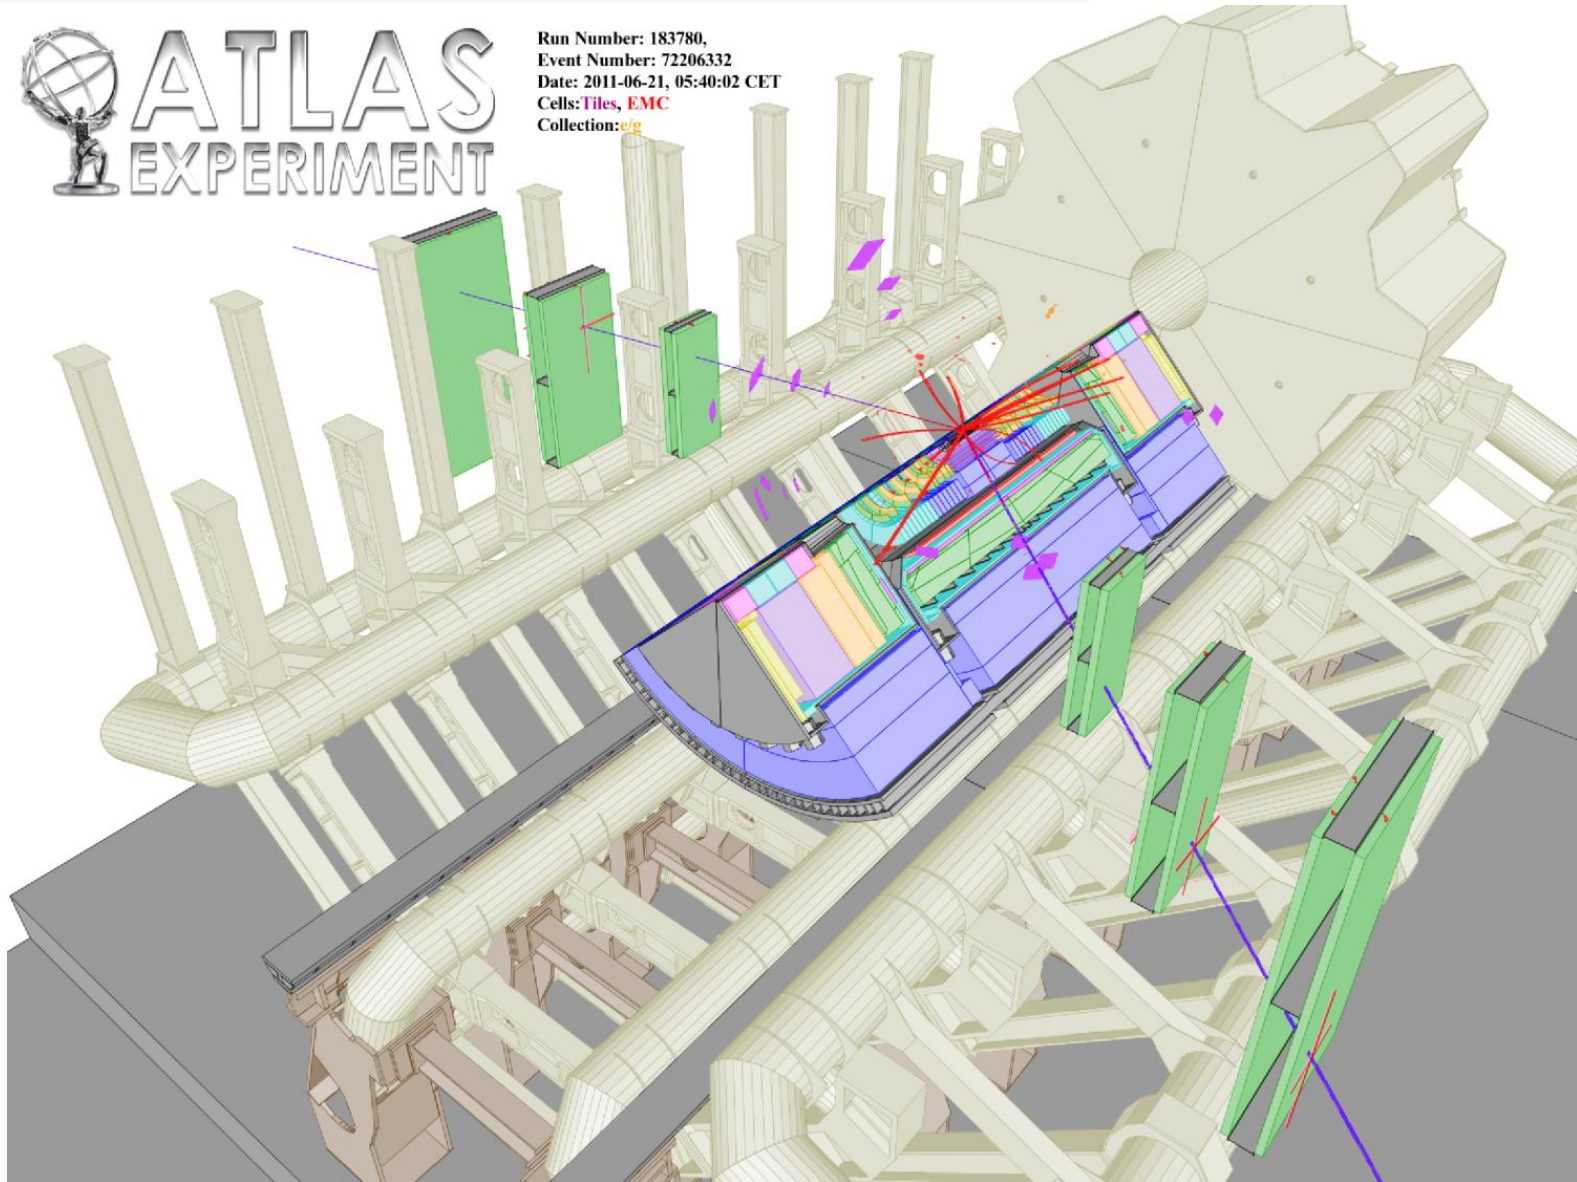 ATLAS
EXPERIMENT
Run Number: 183780,
Event Number: 72206332
Date: 2011-06-21, 05:40:02 CET
Cells:Tiles, EMC
Collection:e/g